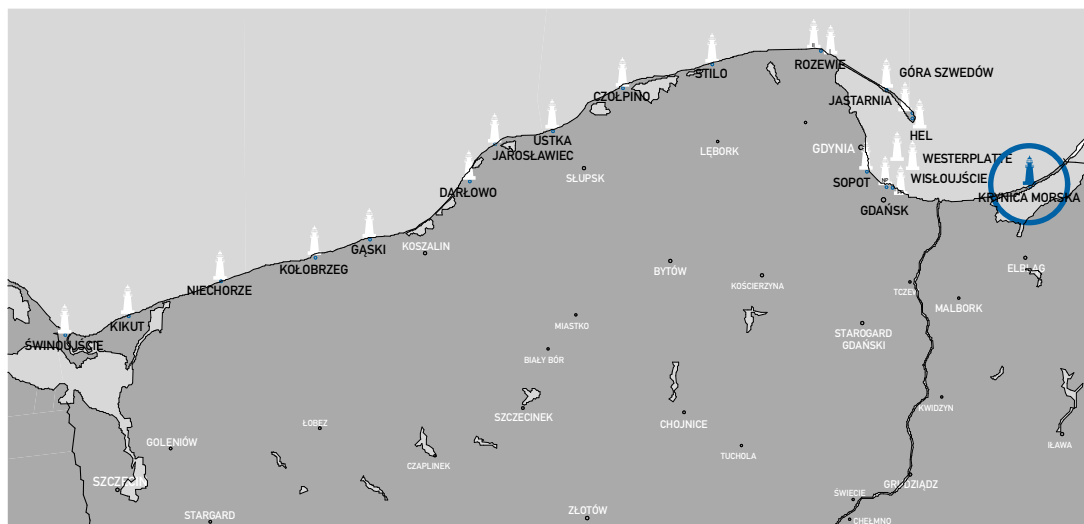 ROZEWIE
STILO
GÓRA SZWEDÓW
CZOŁPINO
JASTARNIA
HEL
USTKA
LĘBORK
GDYNIA
JAROSŁAWIEC
WESTERPLATTE
SŁUPSK
SOPOT
NP
WISŁOUJŚCIE
DARŁOWO
KRYNICA MORSKA
GDAŃSK
GĄSKI
KOSZALIN
KOŁOBRZEG
BYTÓW
ELBLĄG
NIECHORZE
KOŚCIERZYNA
TCZEW
MALBORK
KIKUT
MIASTKO
STAROGARD
GDAŃSKI
ŚWINOUJŚCIE
BIAŁY BÓR
KWIDZYN
SZCZECINEK
CHOJNICE
ŁOBEZ
GOLENIÓW
TUCHOLA
IŁAWA
CZAPLINEK
SZCZECIN
GRUDZIĄDZ
ŚWIECIE
STARGARD
ZŁOTÓW
CHEŁMNO